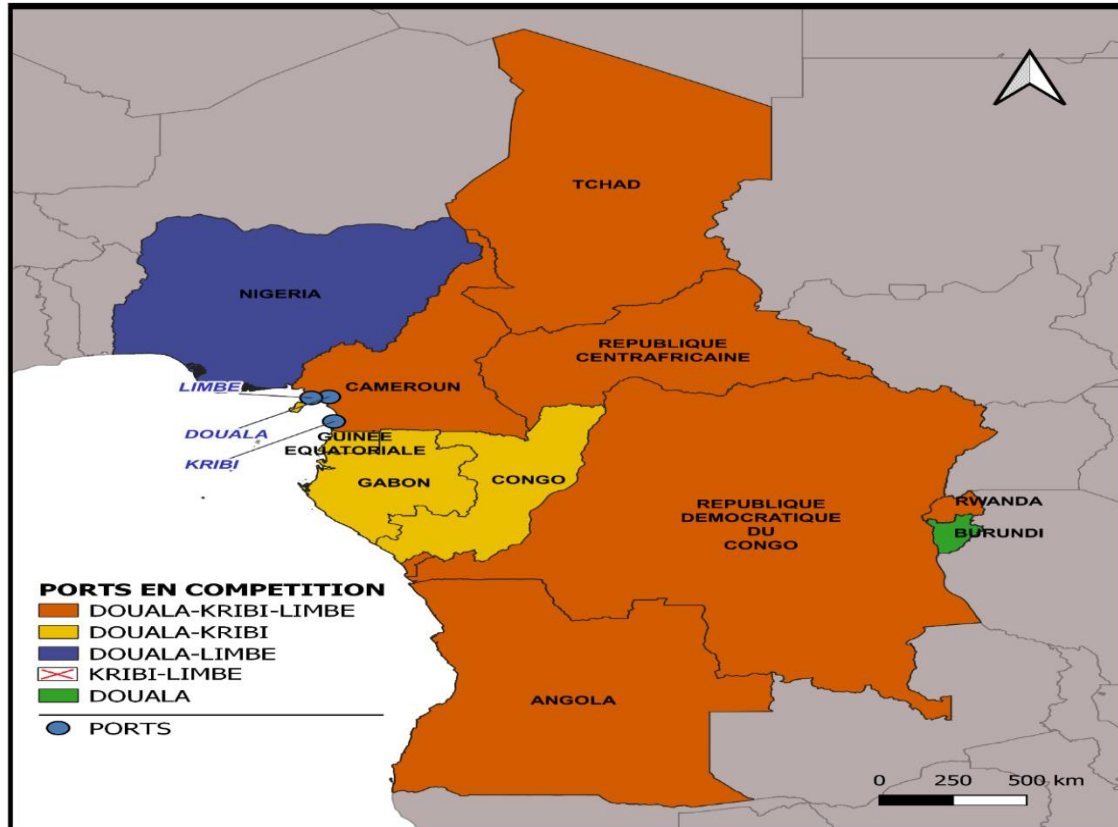 TCHAD
NIGERIA
REPUBLIQUE
CENTRAFRICAINE
LIMBE
CAMEROUN
DOUALA
GUINEE
EQUATORIALE
KRIBI
GABON
CONGO
REPUBLIQUE
DEMOCRATIQUE
DU
CONGO
RWANDA
BURUNDI
ANGOLA
PORTS EN COMPETITION
DOUALA-KRIBI-LIMBE
DOUALA-KRIBI
DOUALA-LIMBE
KRIBI-LIMBE
DOUALA
PORTS
0 250 500 km